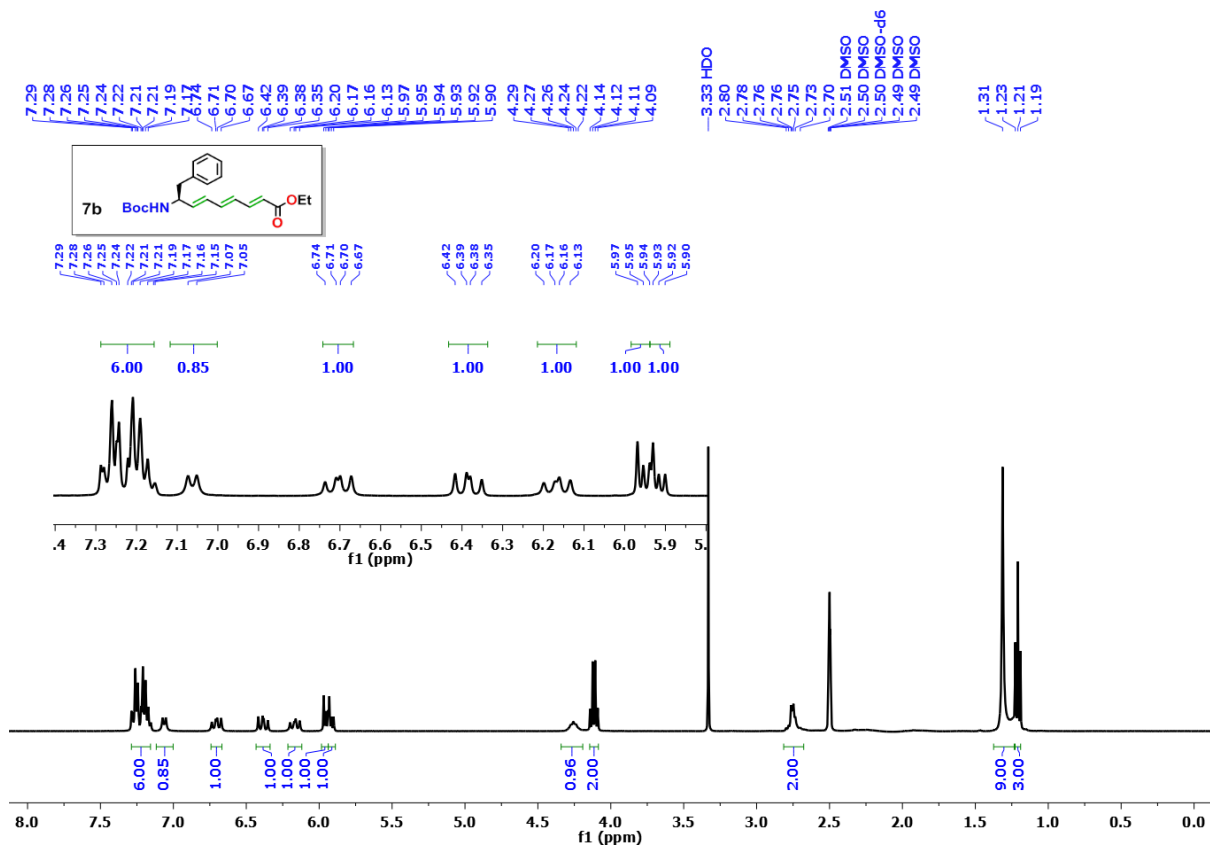 7.29 7.28 7.26 7.25 7.24 7.22 7.21 7.21 7.19 7.17 6.74 6.71 6.70 6.67 6.42 6.39 6.38 6.35 6.20 6.17 6.16 6.13 5.97 5.95 5.94 5.93 5.92 5.90 4.29 4.27 4.26 4.24 4.22 4.14 4.12 4.11 4.09 3.33 HDO 2.80 2.78 2.76 2.76 2.75 2.73 2.70 2.51 DMSO 2.50 DMSO 2.50 DMSO-d6 2.49 DMSO 2.49 DMSO 1.31 1.23 1.21 1.19
7b BocHN OEt O
7.29 7.28 7.26 7.25 7.24 7.22 7.21 7.21 7.19 7.17 7.16 7.15 7.07 7.05 6.74 6.71 6.70 6.67 6.42 6.39 6.38 6.35 6.20 6.17 6.16 6.13 5.97 5.95 5.94 5.93 5.92 5.90
6.00 0.85 1.00 1.00 1.00 1.00 1.00
.4 7.3 7.2 7.1 7.0 6.9 6.8 6.7 6.6 6.5 6.4 6.3 6.2 6.1 6.0 5.9 5.
f1 (ppm)
6.00 0.85 1.00 1.00 1.00 1.00 1.00 0.96 2.00 2.00 9.00 3.00
8.0 7.5 7.0 6.5 6.0 5.5 5.0 4.5 4.0 3.5 3.0 2.5 2.0 1.5 1.0 0.5 0.0
f1 (ppm)